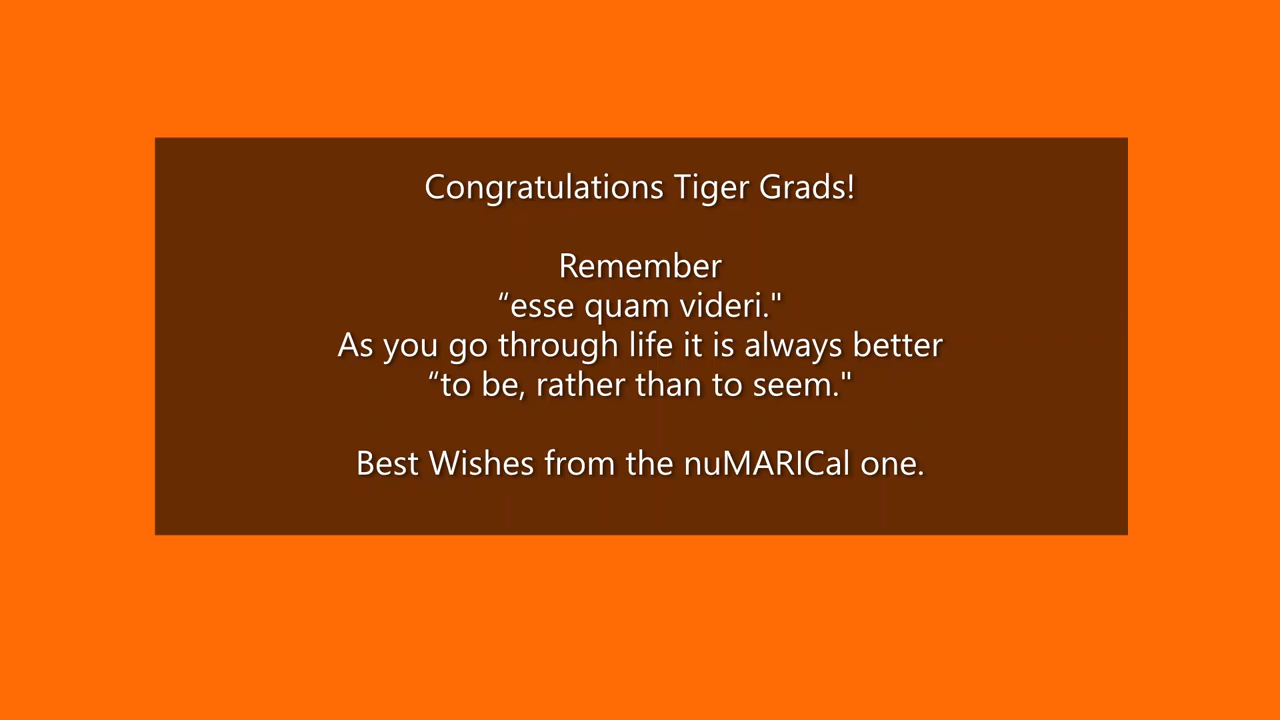 Congratulations Tiger Grads!
Remember
“esse quam videri."
As you go through life it is always better
“to be, rather than to seem."
Best Wishes from the nuMARICal one.